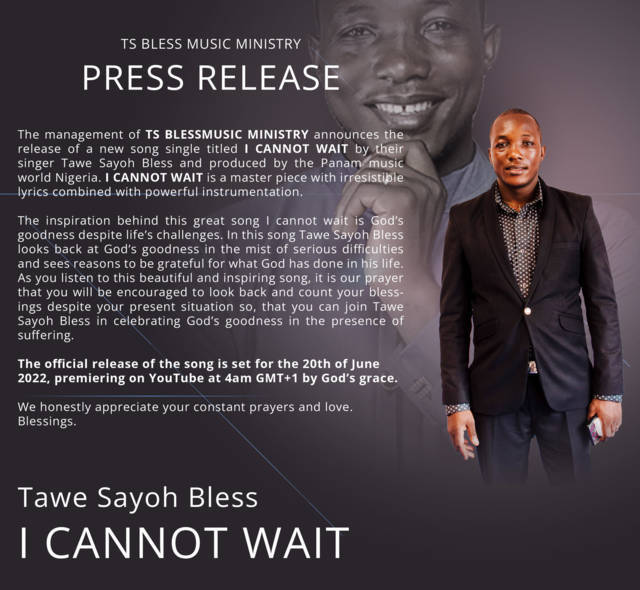 TS BLESS MUSIC MINISTRY
PRESS RELEASE
The management of TS BLESSMUSIC MINISTRY announces the
release of a new song single titled I CANNOT WAIT by their
singer Tawe Sayoh Bless and produced by the Panam music
world Nigeria. I CANNOT WAIT is a master piece with irresistible
lyrics combined with powerful instrumentation.
The inspiration behind this great song I cannot wait is God’s
goodness despite life’s challenges. In this song Tawe Sayoh Bless
looks back at God’s goodness in the mist of serious difficulties
and sees reasons to be grateful for what God has done in his life.
As you listen to this beautiful and inspiring song, it is our prayer
that you will be encouraged to look back and count your bless-
ings despite your present situation so, that you can join Tawe
Sayoh Bless in celebrating God’s goodness in the presence of
suffering.
The official release of the song is set for the 20th of June
2022, premiering on YouTube at 4am GMT+1 by God’s grace.
We honestly appreciate your constant prayers and love.
Blessings.
Tawe Sayoh Bless
I CANNOT WAIT